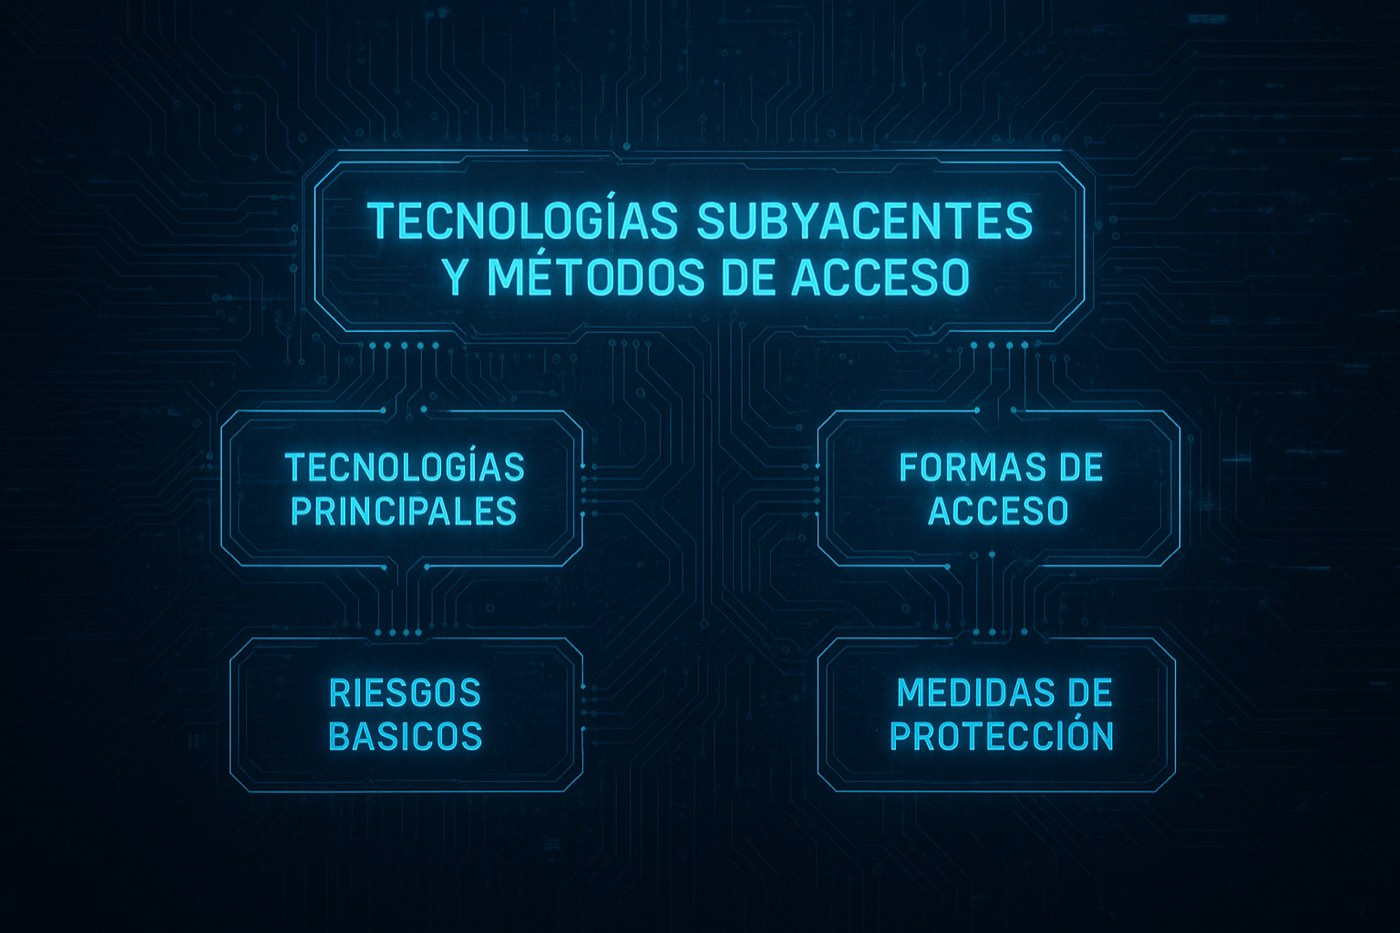 TECNOLOGÍAS SUBYACENTES
Y MÉTODOS DE ACCESO
TECNOLOGÍAS
PRINCIPALES
FORMAS DE
ACCESO
RIESGOS
BASICOS
MEDIDAS DE
PROTECCIÓN